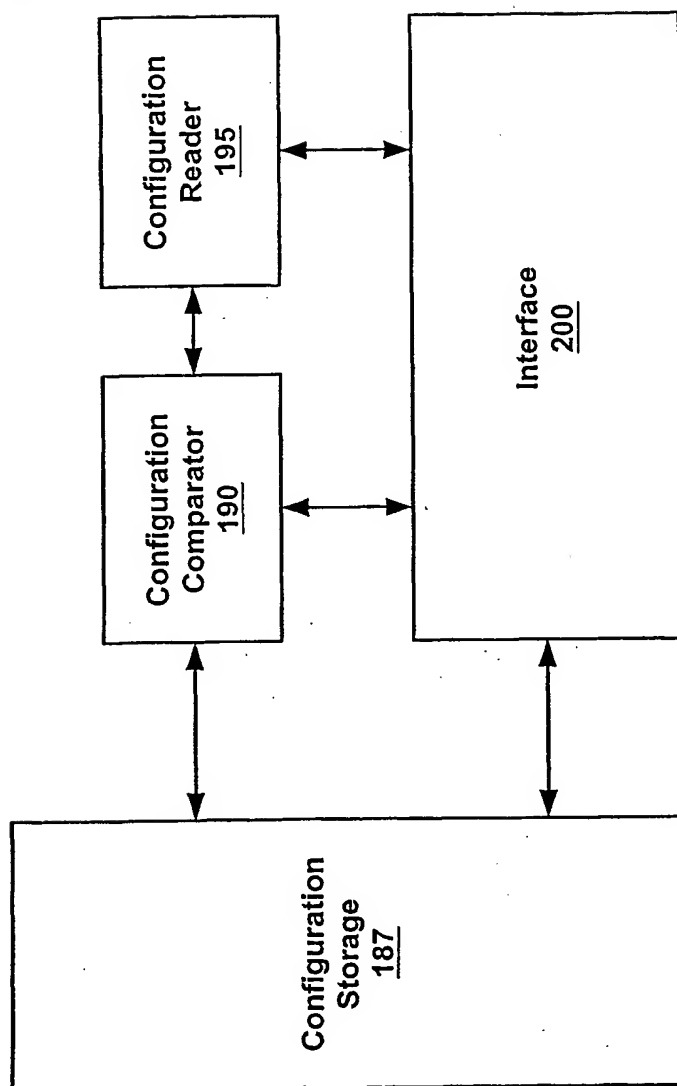 Configuration
Reader
195
Configuration
Comparator
190
Interface
200
Configuration
Storage
187